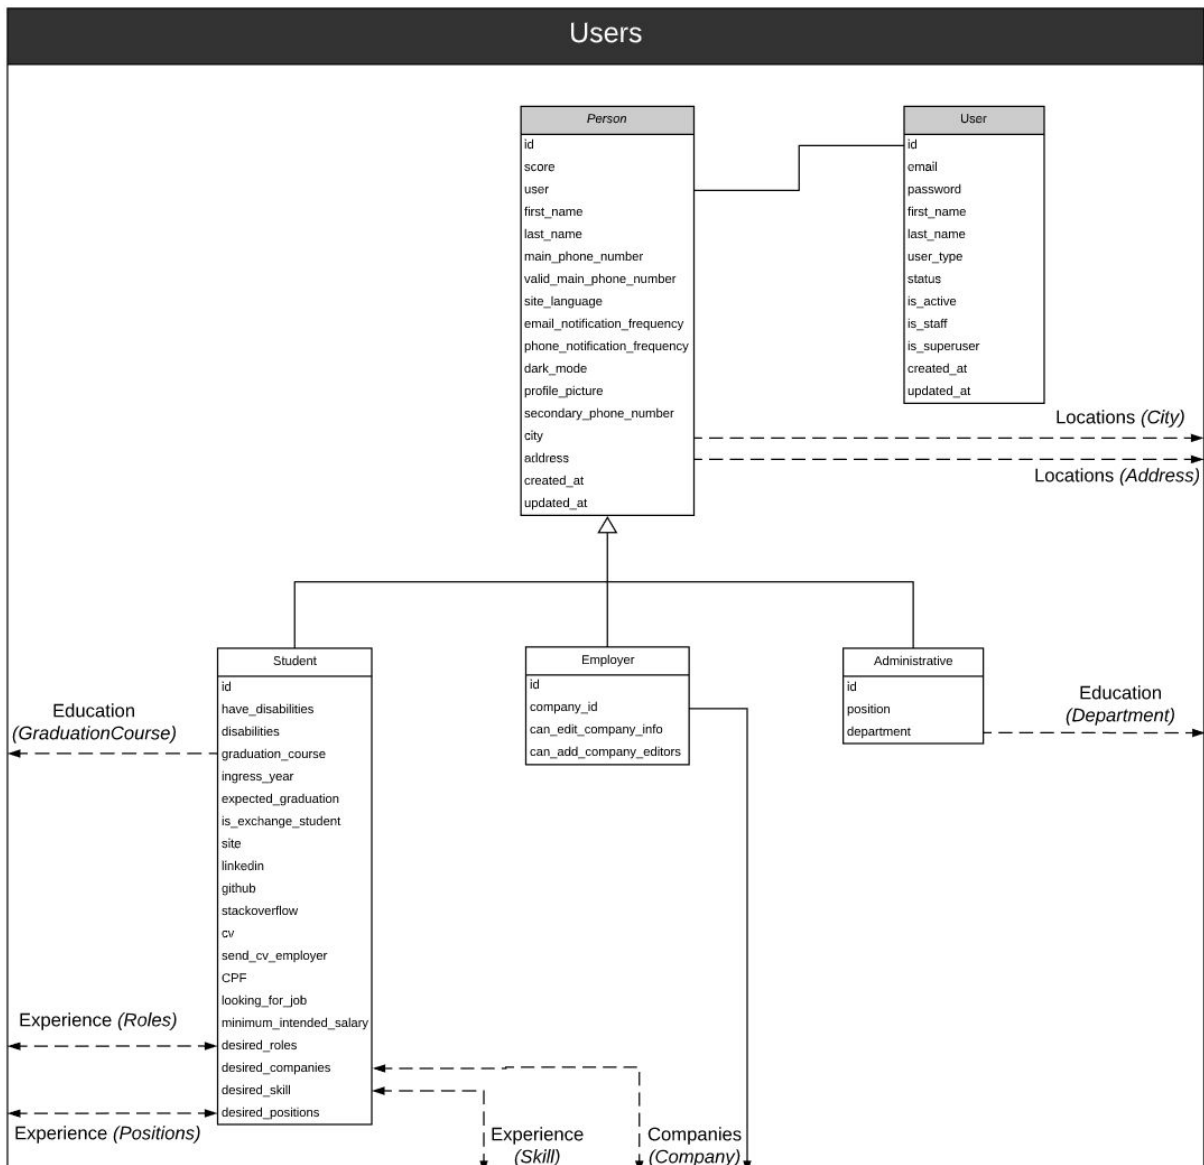 Users
Person
id
score
user
first_name
last_name
main_phone_number
valid_main_phone_number
site_language
email_notification_frequency
phone_notification_frequency
dark_mode
profile_picture
secondary_phone_number
city
address
created_at
updated_at
User
id
email
password
first_name
last_name
user_type
status
is_active
is_staff
is_superuser
created_at
updated_at
Locations (City)
Locations (Address)
Student
id
have_disabilities
disabilities
graduation_course
ingress_year
expected_graduation
is_exchange_student
site
linkedin
github
stackoverflow
cv
send_cv_employer
CPF
looking_for_job
minimum_intended_salary
desired_roles
desired_companies
desired_skill
desired_positions
Employer
id
company_id
can_edit_company_info
can_add_company_editors
Administrative
id
position
department
Education
(GraduationCourse)
Education
(Department)
Experience (Roles)
Experience (Positions)
Experience
(Skill)
Companies
(Company)